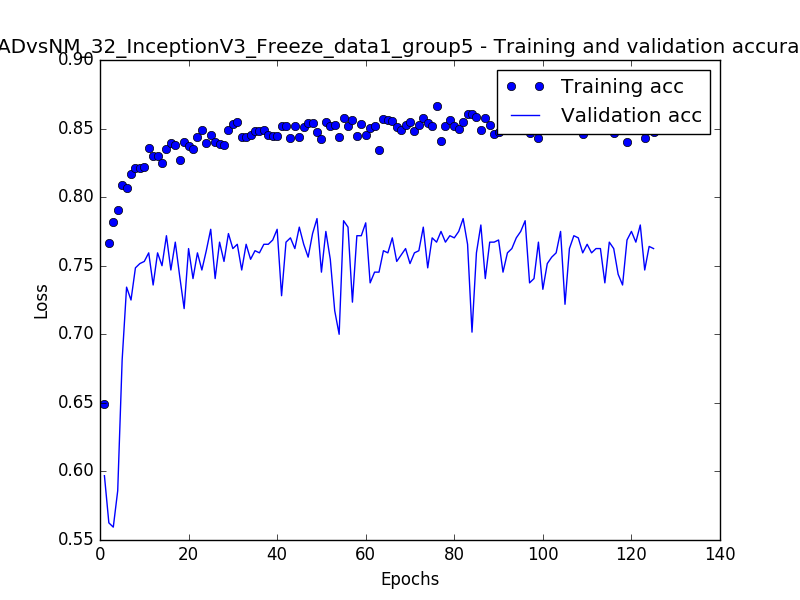 ADvsNM_32_InceptionV3_Freeze_data1_group5 - Training and validation accura
0.90
0.85
0.80
0.75
0.70
0.65
0.60
0.55
Loss
Training acc
Validation acc
0 20 40 60 80 100 120 140
Epochs